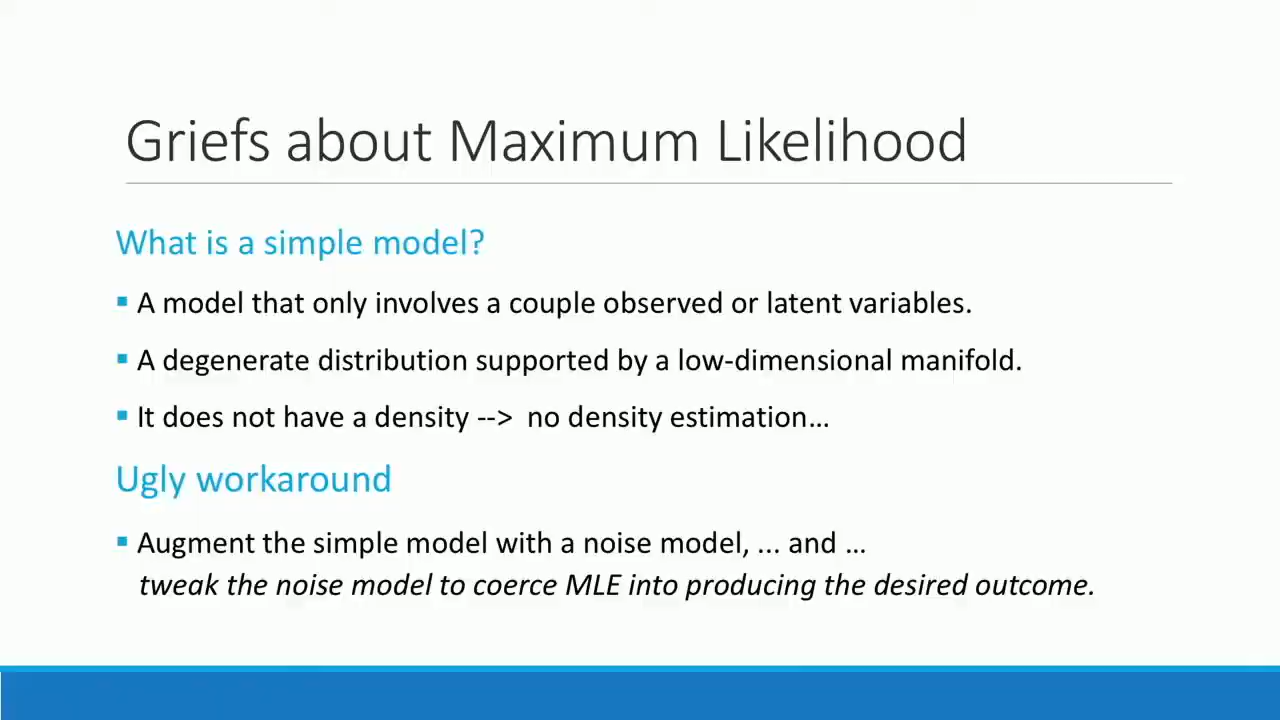 Griefs about Maximum Likelihood
What is a simple model?
▪ A model that only involves a couple observed or latent variables.
▪ A degenerate distribution supported by a low-dimensional manifold.
▪ It does not have a density --> no density estimation…
Ugly workaround
▪ Augment the simple model with a noise model, ... and …
tweak the noise model to coerce MLE into producing the desired outcome.